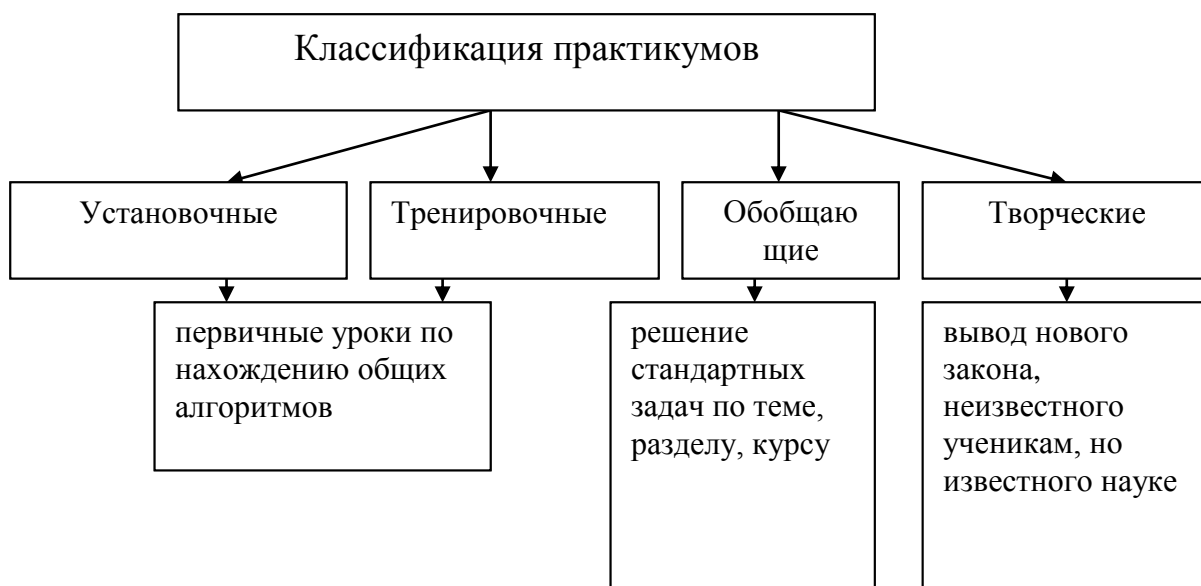 Классификация практикумов
Установочные
Тренировочные
Обобщаю
щие
Творческие
первичные уроки по
нахождению общих
алгоритмов
решение
стандартных
задач по теме,
разделу, курсу
вывод нового
закона,
неизвестного
ученикам, но
известного науке